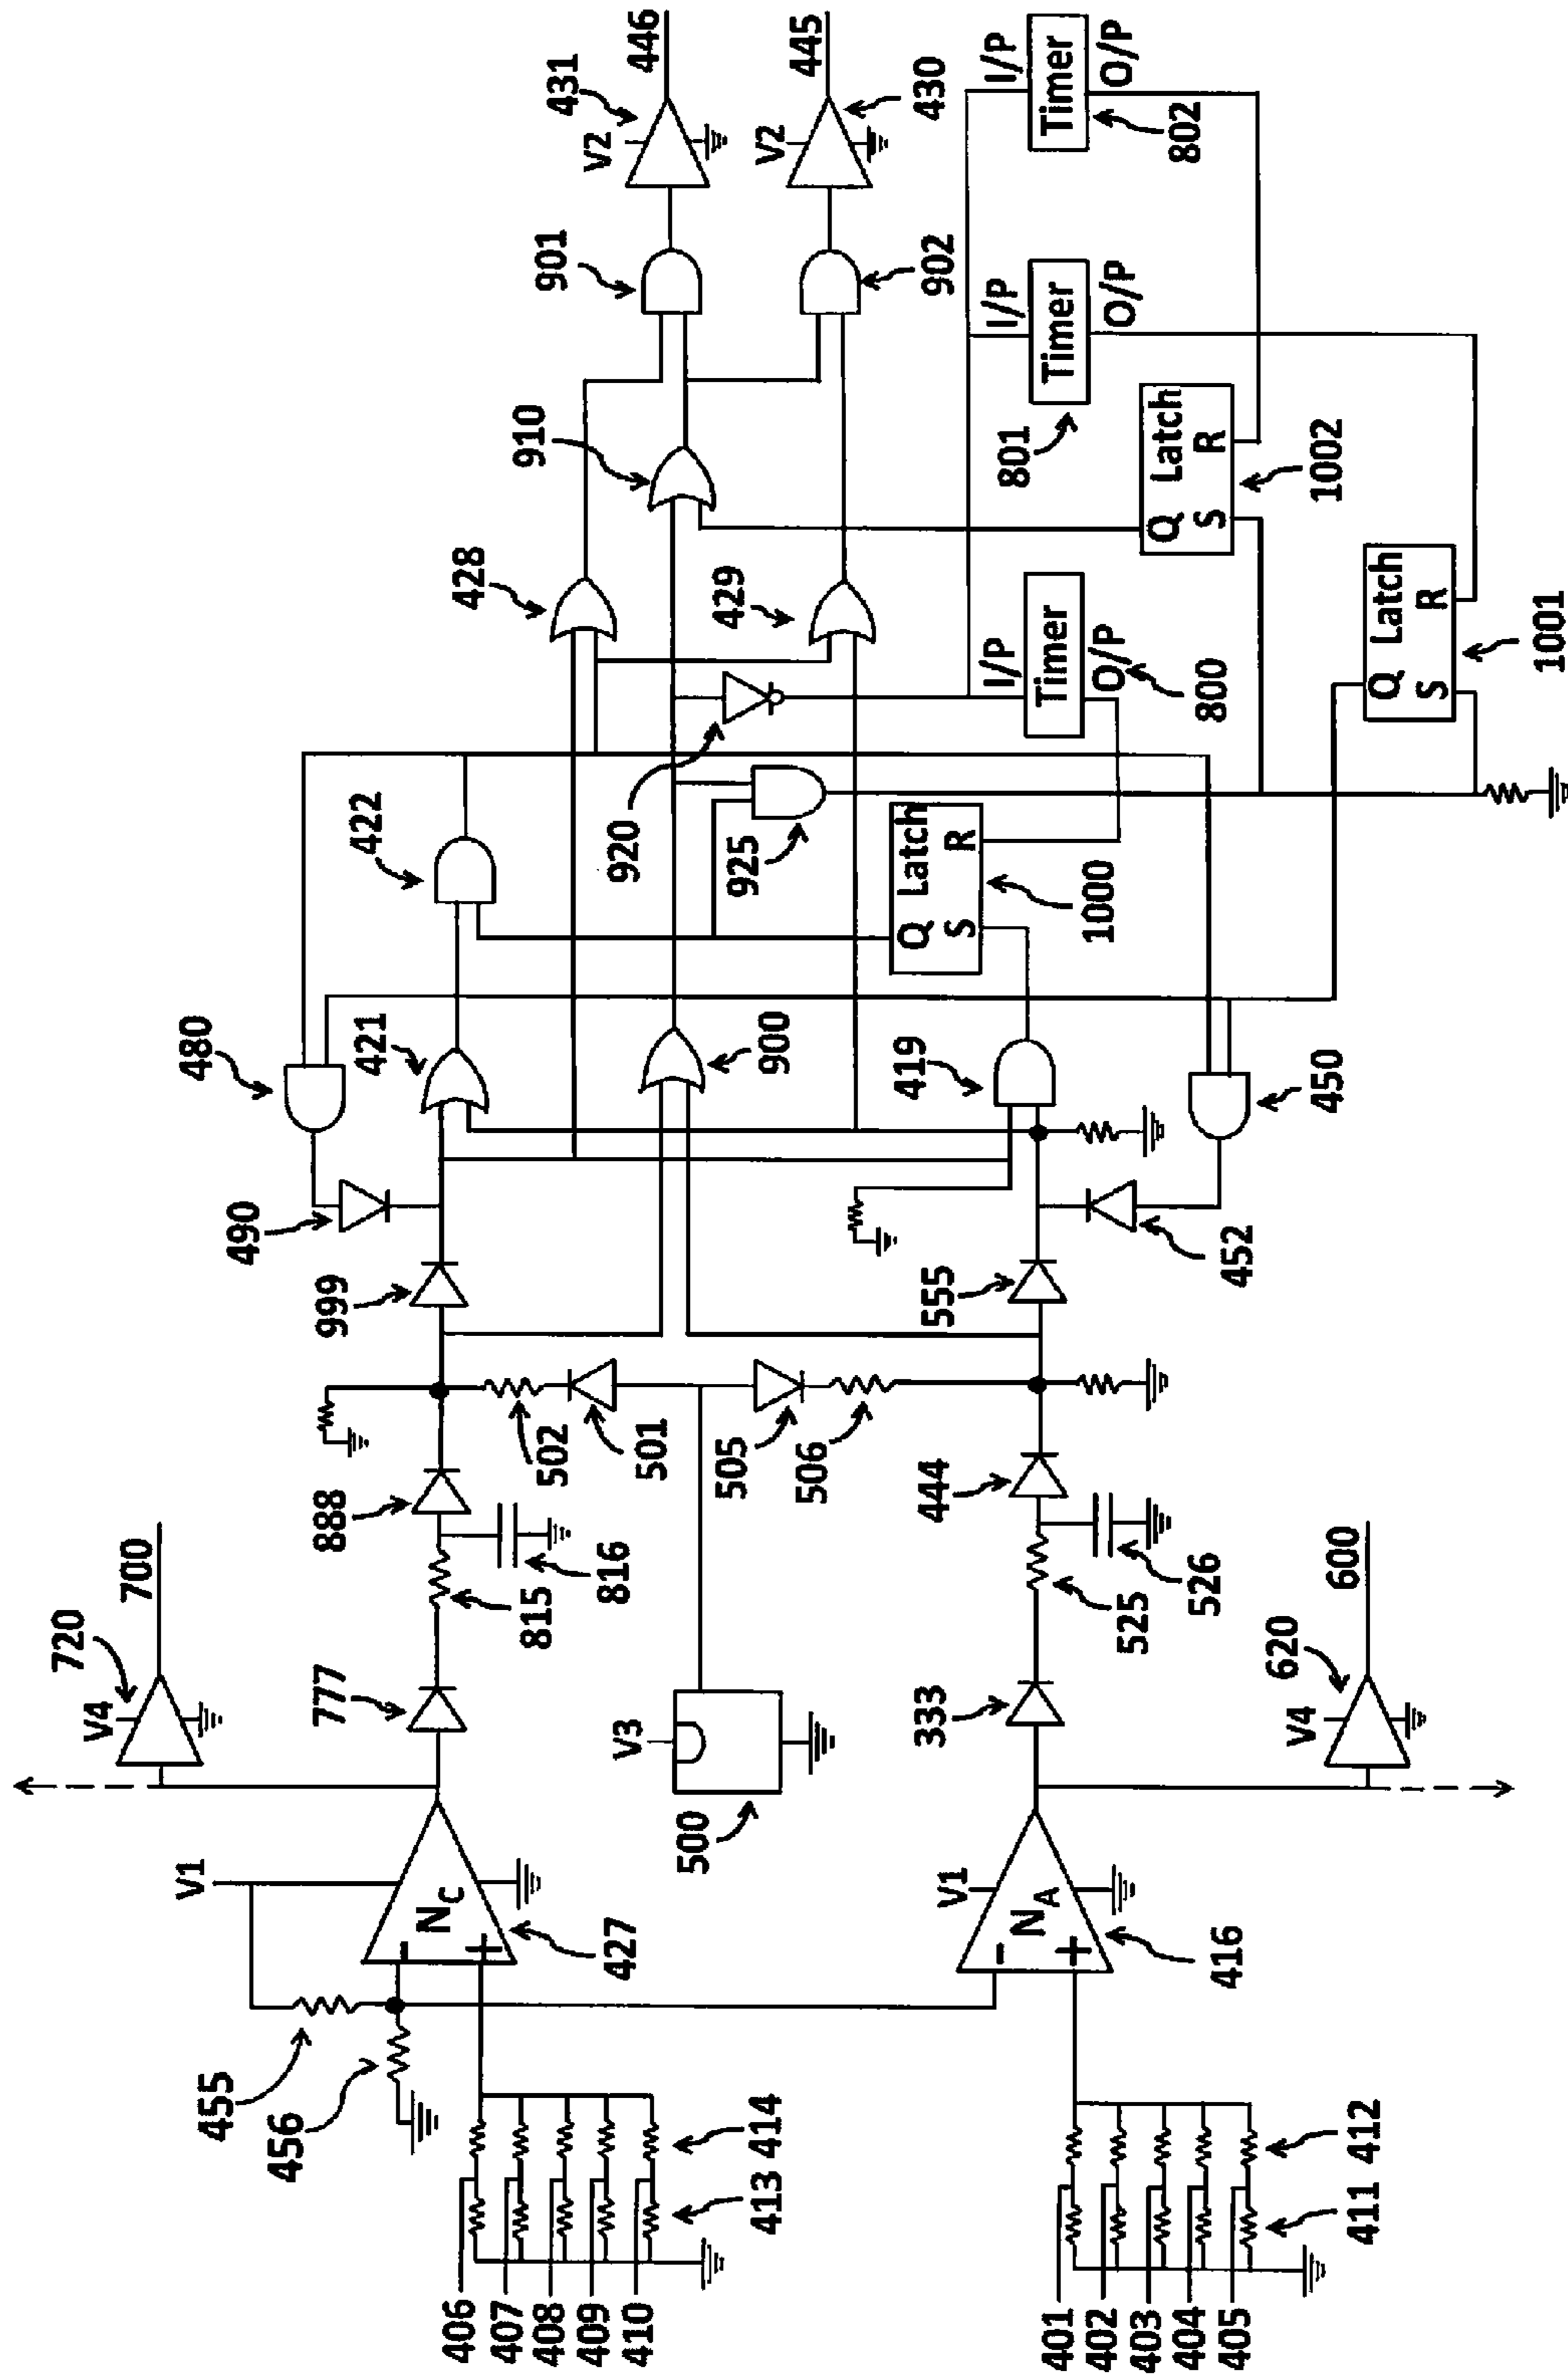 446
431
V2
445
430
V2
I/P
Timer
O/P
802
901
902
I/P
Timer
O/P
801
910
Latch
Q
S
R
1002
428
429
I/P
Timer
O/P
800
Latch
Q
S
R
1001
422
920
925
Latch
Q
S
R
1000
480
421
900
419
450
490
999
555
452
502
501
505
506
888
816
815
444
526
525
700
720
V4
777
V3
500
333
600
620
V4
V1
NC
-
+
427
V1
NA
-
+
416
455
456
414
413
406
407
408
409
410
412
411
401
402
403
404
405